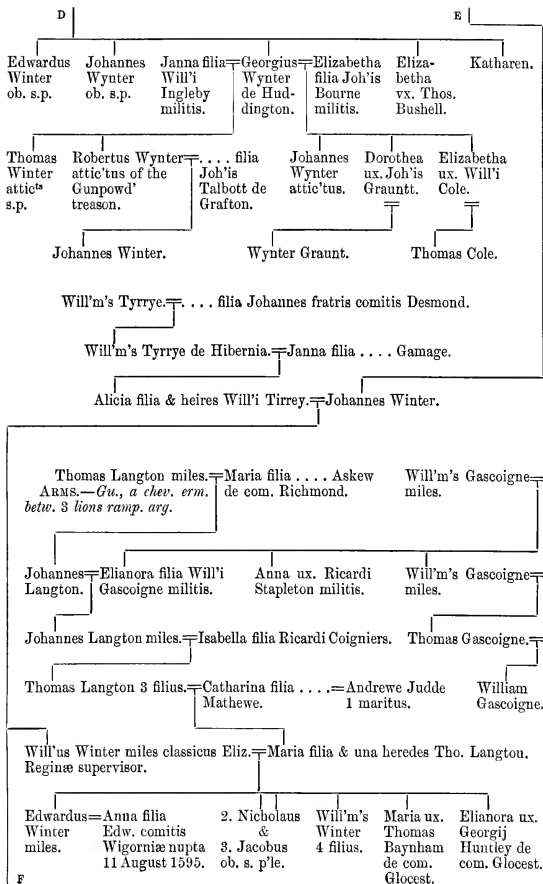 D
E
Edwardus Winter ob. s.p.
Johannes Wynter ob. s.p.
Janna filia Will'i Ingleby militis.
Georgius Wynter de Huddington.
Elizabetha filia Joh'is Bourne militis.
Elizabetha vx. Thos. Bushell.
Katharen.
Thomas Winter attic'ts s.p.
Robertus Wynter attic'tus of the Gunpowd' treason.
. . . . filia Joh'is Talbott de Grafton.
Johannes Wynter attic'tus.
Dorothea ux. Joh'is Grauntt.
Elizabetha ux. Will'i Cole.
Johannes Winter.
Wynter Graunt.
Thomas Cole.
Will'm's Tyrrye. . . . . filia Johannes fratris comitis Desmond.
Will'm's Tyrrye de Hibernia. Janna filia . . . . Gamage.
Alicia filia & heires Will'i Tirrey. Johannes Winter.
Thomas Langton miles.
ARMS.—Gu., a chev. erm.
betw. 3 lions ramp. arg.
Maria filia . . . . Askew
de com. Richmond.
Will'm's Gascoigne
miles.
Johannes
Langton.
Elianora filia Will'i
Gascoigne militis.
Anna ux. Ricardi
Stapleton militis.
Will'm's Gascoigne
miles.
Johannes Langton miles. Isabella filia Ricardi Coigniers.
Thomas Gascoigne.
Thomas Langton 3 filius.
Catharina filia . . . .
Mathewe.
Andrewe Judde
1 maritus.
William
Gascoigne.
Will'us Winter miles classicus Eliz.
Reginæ supervisor.
Maria filia & una heredes Tho. Langton.
Edwardus
Winter
miles.
Anna filia
Edw. comitis
Wigorniæ nupta
11 August 1595.
2. Nicholaus
&
3. Jacobus
ob. s. p'le.
Will'm's
Winter
4 filius.
Maria ux.
Thomas
Baynham
de com.
Glocest.
Elianora ux.
Georgij
Huntley de
com. Glocest.
F